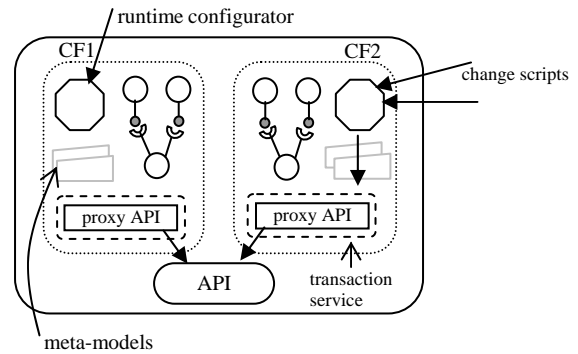 runtime configurator
CF1
CF2
change scripts
proxy API
proxy API
API
transaction
service
meta-models